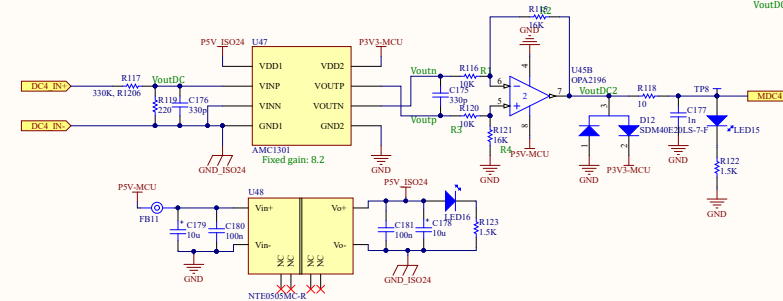 VoutD
R115
R2
16K
GND
P5V_ISO24
U47
P3V3-MCU
VDD1
VDD2
Voutn
R116
R1
10K
U45B
OPA2196
TP8
DC4_IN+
R117
330K, R1206
VoutDC
VINP
VOUTP
C175
330p
4
6
2
7
5
8
VoutDC2
R118
10
MDC4
R119
220
C176
330p
VINN
VOUTN
R120
10K
3
C177
1n
LED15
DC4_IN-
GND1
GND2
Voutp
R3
R121
16K
R4
P5V-MCU
D12
SDM40E20LS-7-F
1
2
AMC1301
Fixed gain: 8.2
GND_ISO24
GND
GND
GND
P3V3-MCU
GND
R122
1.5K
GND
P5V-MCU
FB11
U48
P5V_ISO24
Vin+
Vo+
LED16
C179
10u
C180
100n
C181
100n
C178
10u
R123
1.5K
Vin-
Vo-
GND
NC
NC
NC
NC
GND_ISO24
NTE0505MC-R